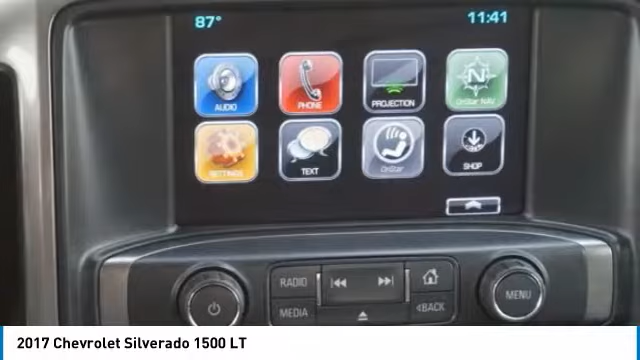 87° 11:41
AUDIO PHONE PROJECTION OnStar NAV
SETTINGS TEXT OnStar SHOP
RADIO
MEDIA
<BACK
MENU
2017 Chevrolet Silverado 1500 LT